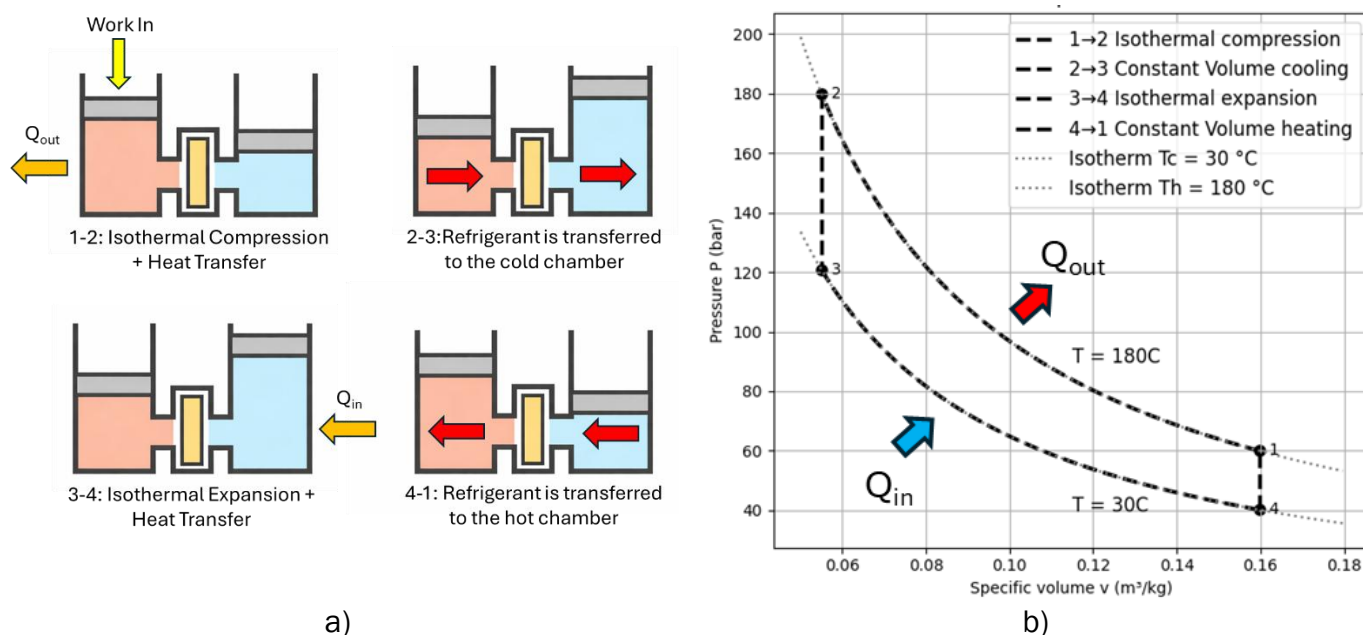 Work In
Qout
1-2: Isothermal Compression
+ Heat Transfer
2-3:Refrigerant is transferred
to the cold chamber
Qin
3-4: Isothermal Expansion +
Heat Transfer
4-1: Refrigerant is transferred
to the hot chamber
a)
1→2 Isothermal compression
2→3 Constant Volume cooling
3→4 Isothermal expansion
4→1 Constant Volume heating
Isotherm Tc = 30 °C
Isotherm Th = 180 °C
Pressure P (bar)
200
180
160
140
120
100
80
60
40
2
3
Qout
T = 180C
1
Qin
T = 30C
4
0.06 0.08 0.10 0.12 0.14 0.16 0.18
Specific volume v (m³/kg)
b)